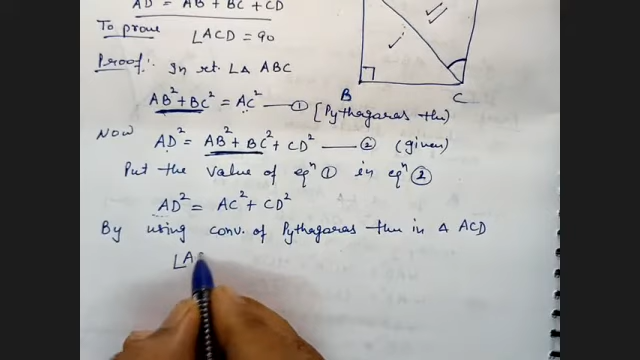 AD² = AB² + BC² + CD²
To prove ∠ACD = 90
Proof:- In rt. ∠∆ ABC
B
C
AB² + BC² = AC² —— ① [Pythagaras thm)
NOW AD² = AB² + BC² + CD² —— ② (given)
Put the value of eqⁿ ① in eqⁿ ②
AD² = AC² + CD²
By using conv. of Pythagaras thm in ∆ ACD
∠A